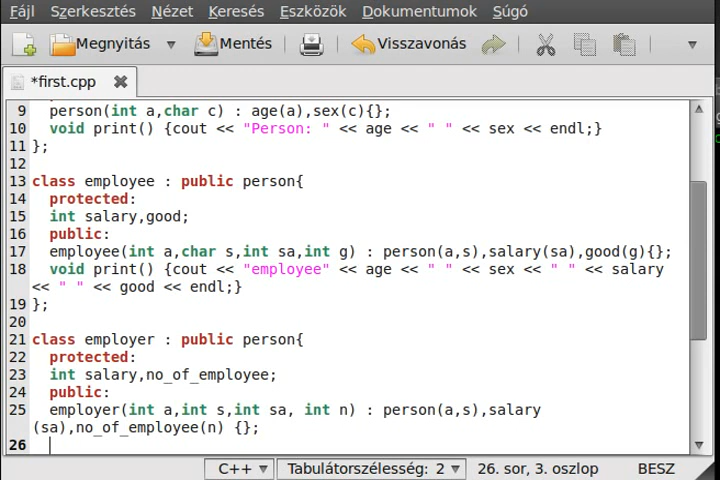 Fájl Szerkesztés Nézet Keresés Eszközök Dokumentumok Súgó
Megnyitás Mentés Visszavonás
*first.cpp
9 person(int a,char c) : age(a),sex(c){};
10 void print() {cout << "Person: " << age << " " << sex << endl;}
11 };
12
13 class employee : public person{
14 protected:
15 int salary,good;
16 public:
17 employee(int a,char s,int sa,int g) : person(a,s),salary(sa),good(g){};
18 void print() {cout << "employee" << age << " " << sex << " " << salary
<< " " << good << endl;}
19 };
20
21 class employer : public person{
22 protected:
23 int salary,no_of_employee;
24 public:
25 employer(int a,int s,int sa, int n) : person(a,s),salary
(sa),no_of_employee(n) {};
26
C++ Tabulátorszélesség: 2 26. sor, 3. oszlop BESZ